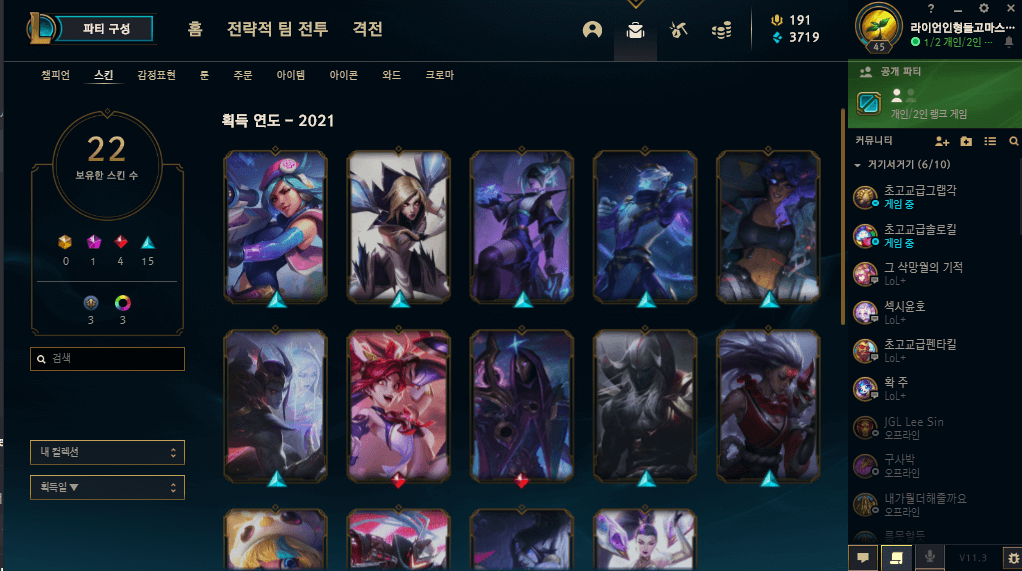 파티 구성
홈 전략적 팀 전투 격전
191
3719
45
?
라이언인형들고마스…
1/2 개인/2인 …
챔피언 스킨 감정표현 룬 주문 아이템 아이콘 와드 크로마
22
보유한 스킨 수
0 1 4 15
3 3
검색
내 컬렉션
획득일 ▼
획득 연도 – 2021
공개 파티
개인/2인 랭크 게임
커뮤니티
거기서거기 (6/10)
초고교급그랩각
게임 중
초고교급솔로킬
게임 중
그 삭망월의 기적
LoL+
섹시윤호
LoL+
초고교급펜타킬
LoL+
확 주
LoL+
JGL Lee Sin
오프라인
구사박
오프라인
내가뭘더해줄까요
오프라인
V11.3